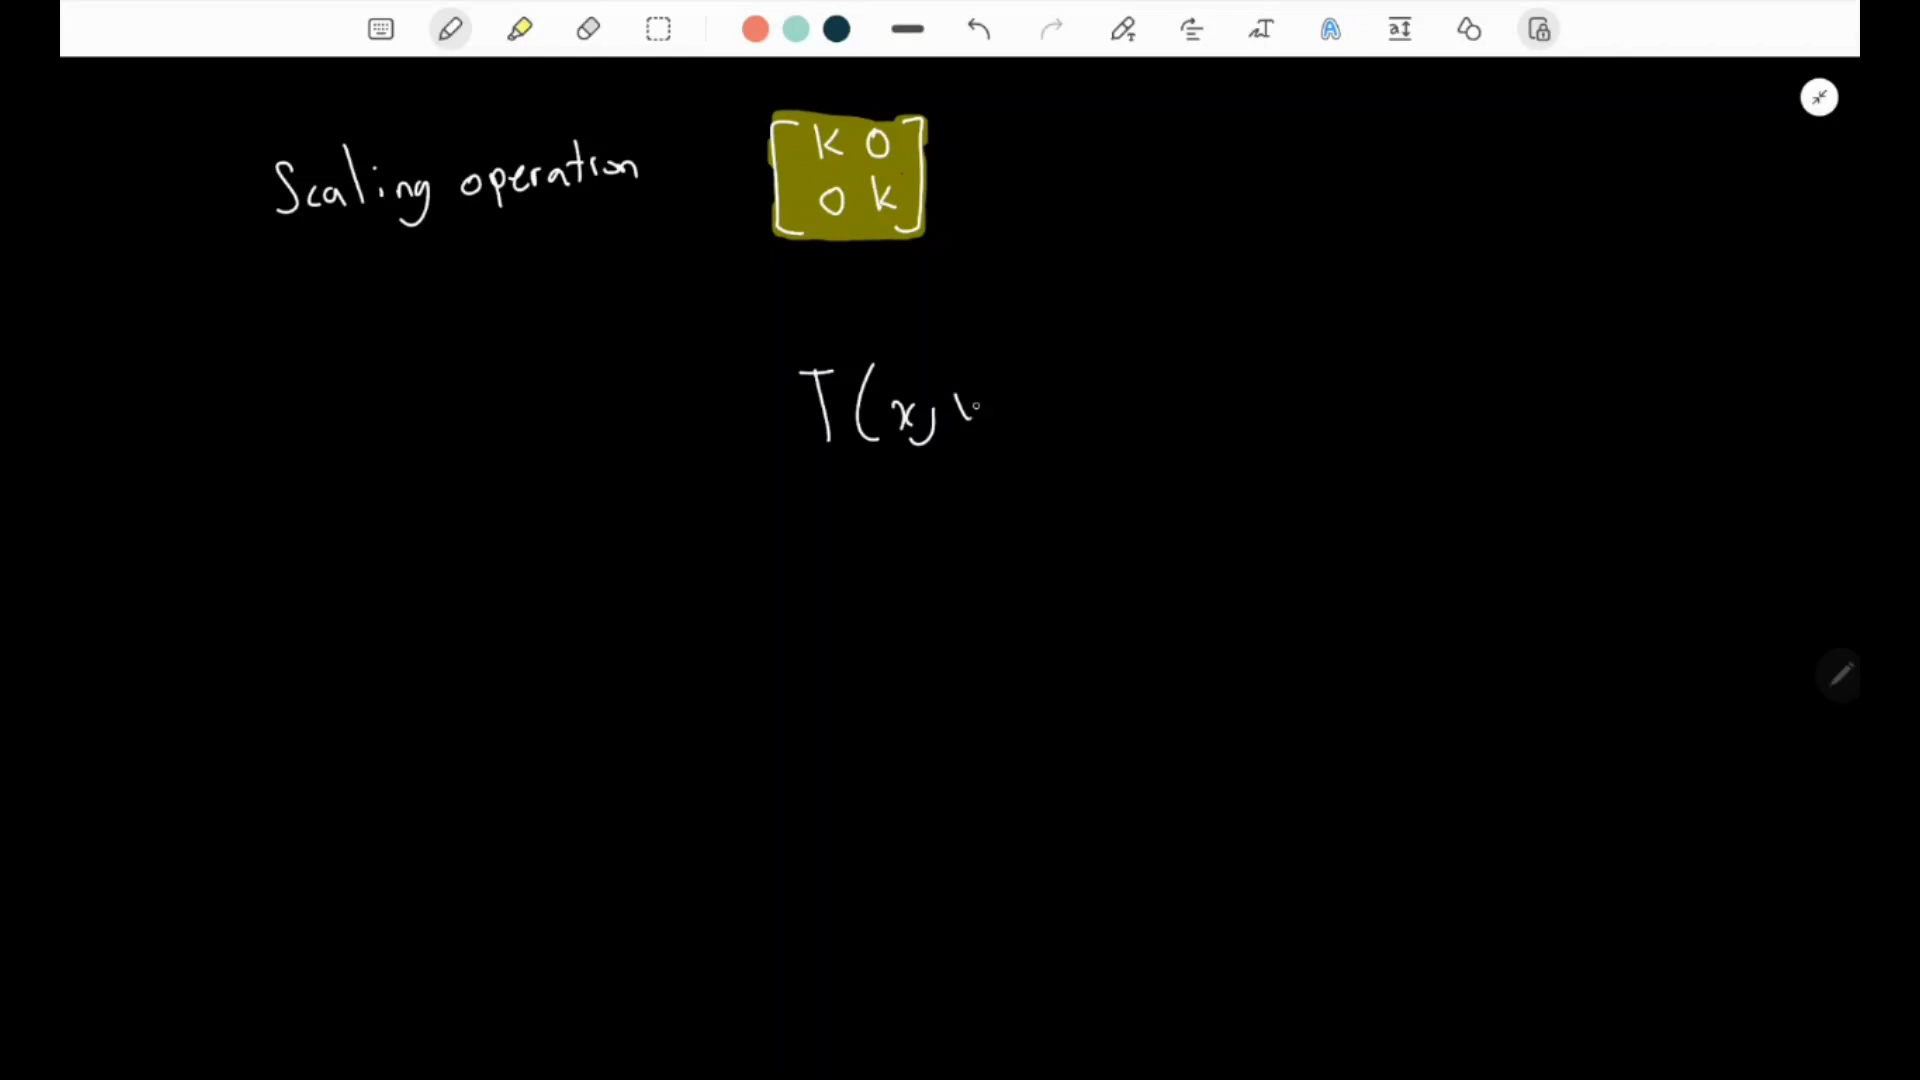 Scaling operation
[ k 0
0 k ]
T(x,